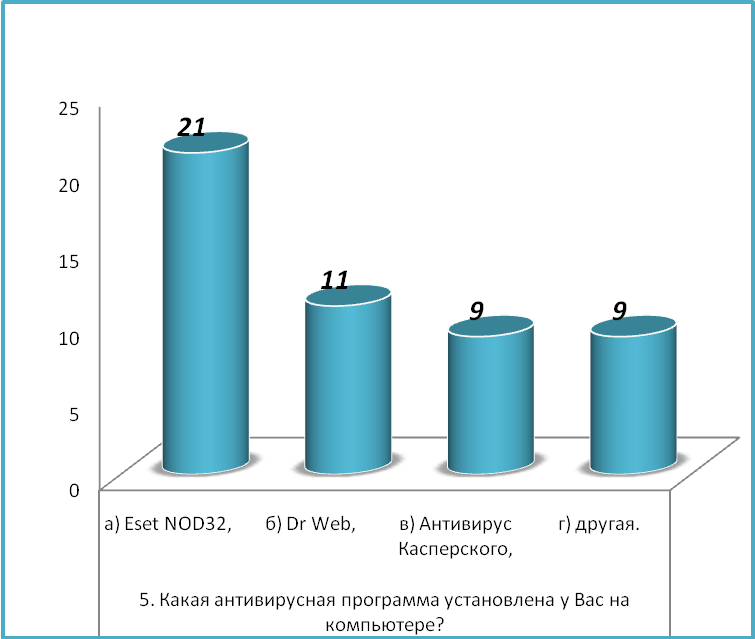 25
21
20
15
11
9
9
10
5
0
а) Eset NOD32,
б) Dr Web,
в) Антивирус
Касперского,
г) другая.
5. Какая антивирусная программа установлена у Вас на
компьютере?